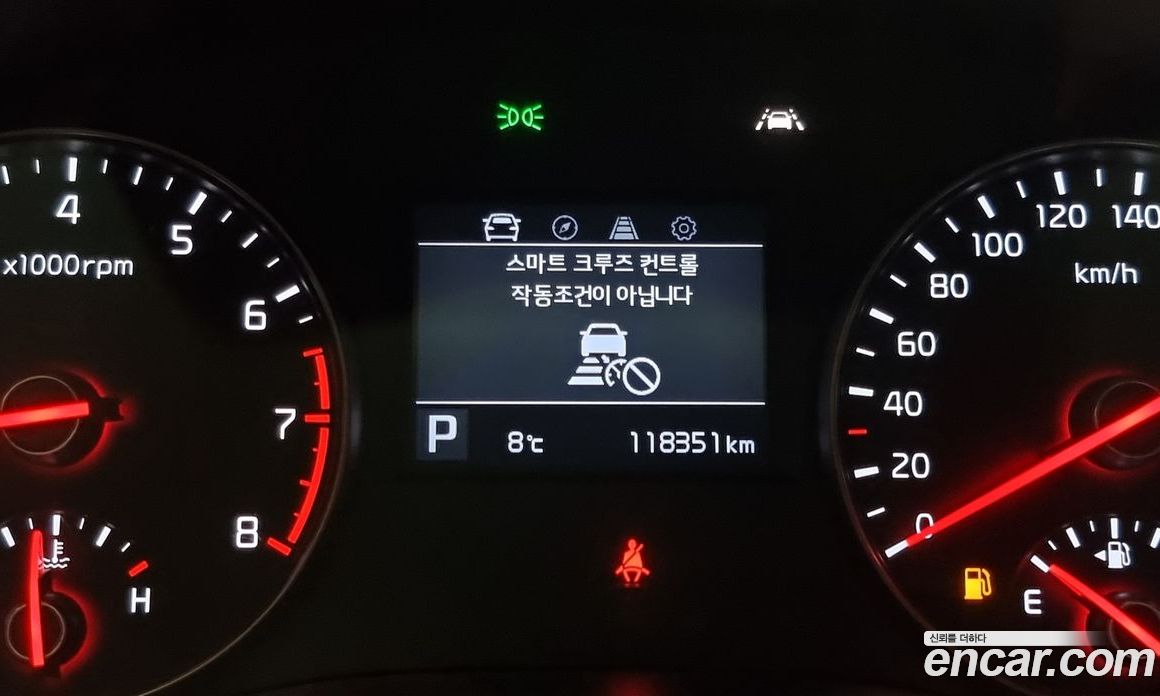 4
5
x1000rpm
6
7
8
H
스마트 크루즈 컨트롤
작동조건이 아닙니다
P 8℃ 118351km
120 140
100
km/h
80
60
40
20
0
E
신뢰를 더하다
encar.com